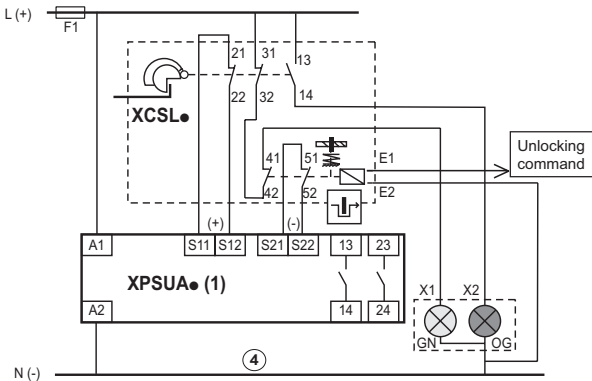 L (+)
F1
21
31
13
22
32
14
XCSL●
41
51
E1
Unlocking
command
42
52
E2
(+)
(-)
A1
S11
S12
S21
S22
13
23
XPSUA● (1)
A2
14
24
X1
X2
GN
OG
4
N (-)